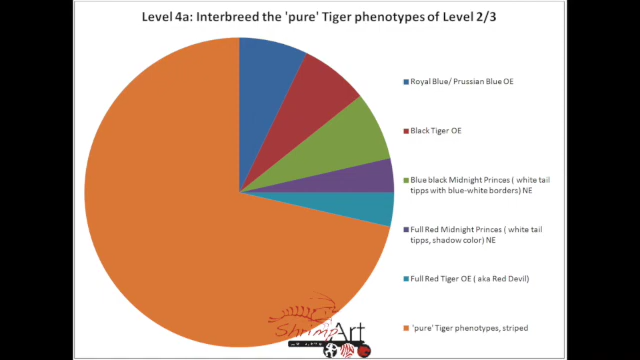 Level 4a: Interbreed the 'pure' Tiger phenotypes of Level 2/3
Royal Blue/ Prussian Blue OE
Black Tiger OE
Blue black Midnight Princes ( white tail
tipps with blue-white borders) NE
Full Red Midnight Princes ( white tail
tipps, shadow color) NE
Full Red Tiger OE ( aka Red Devil)
'pure' Tiger phenotypes, striped
Shrimp
Art